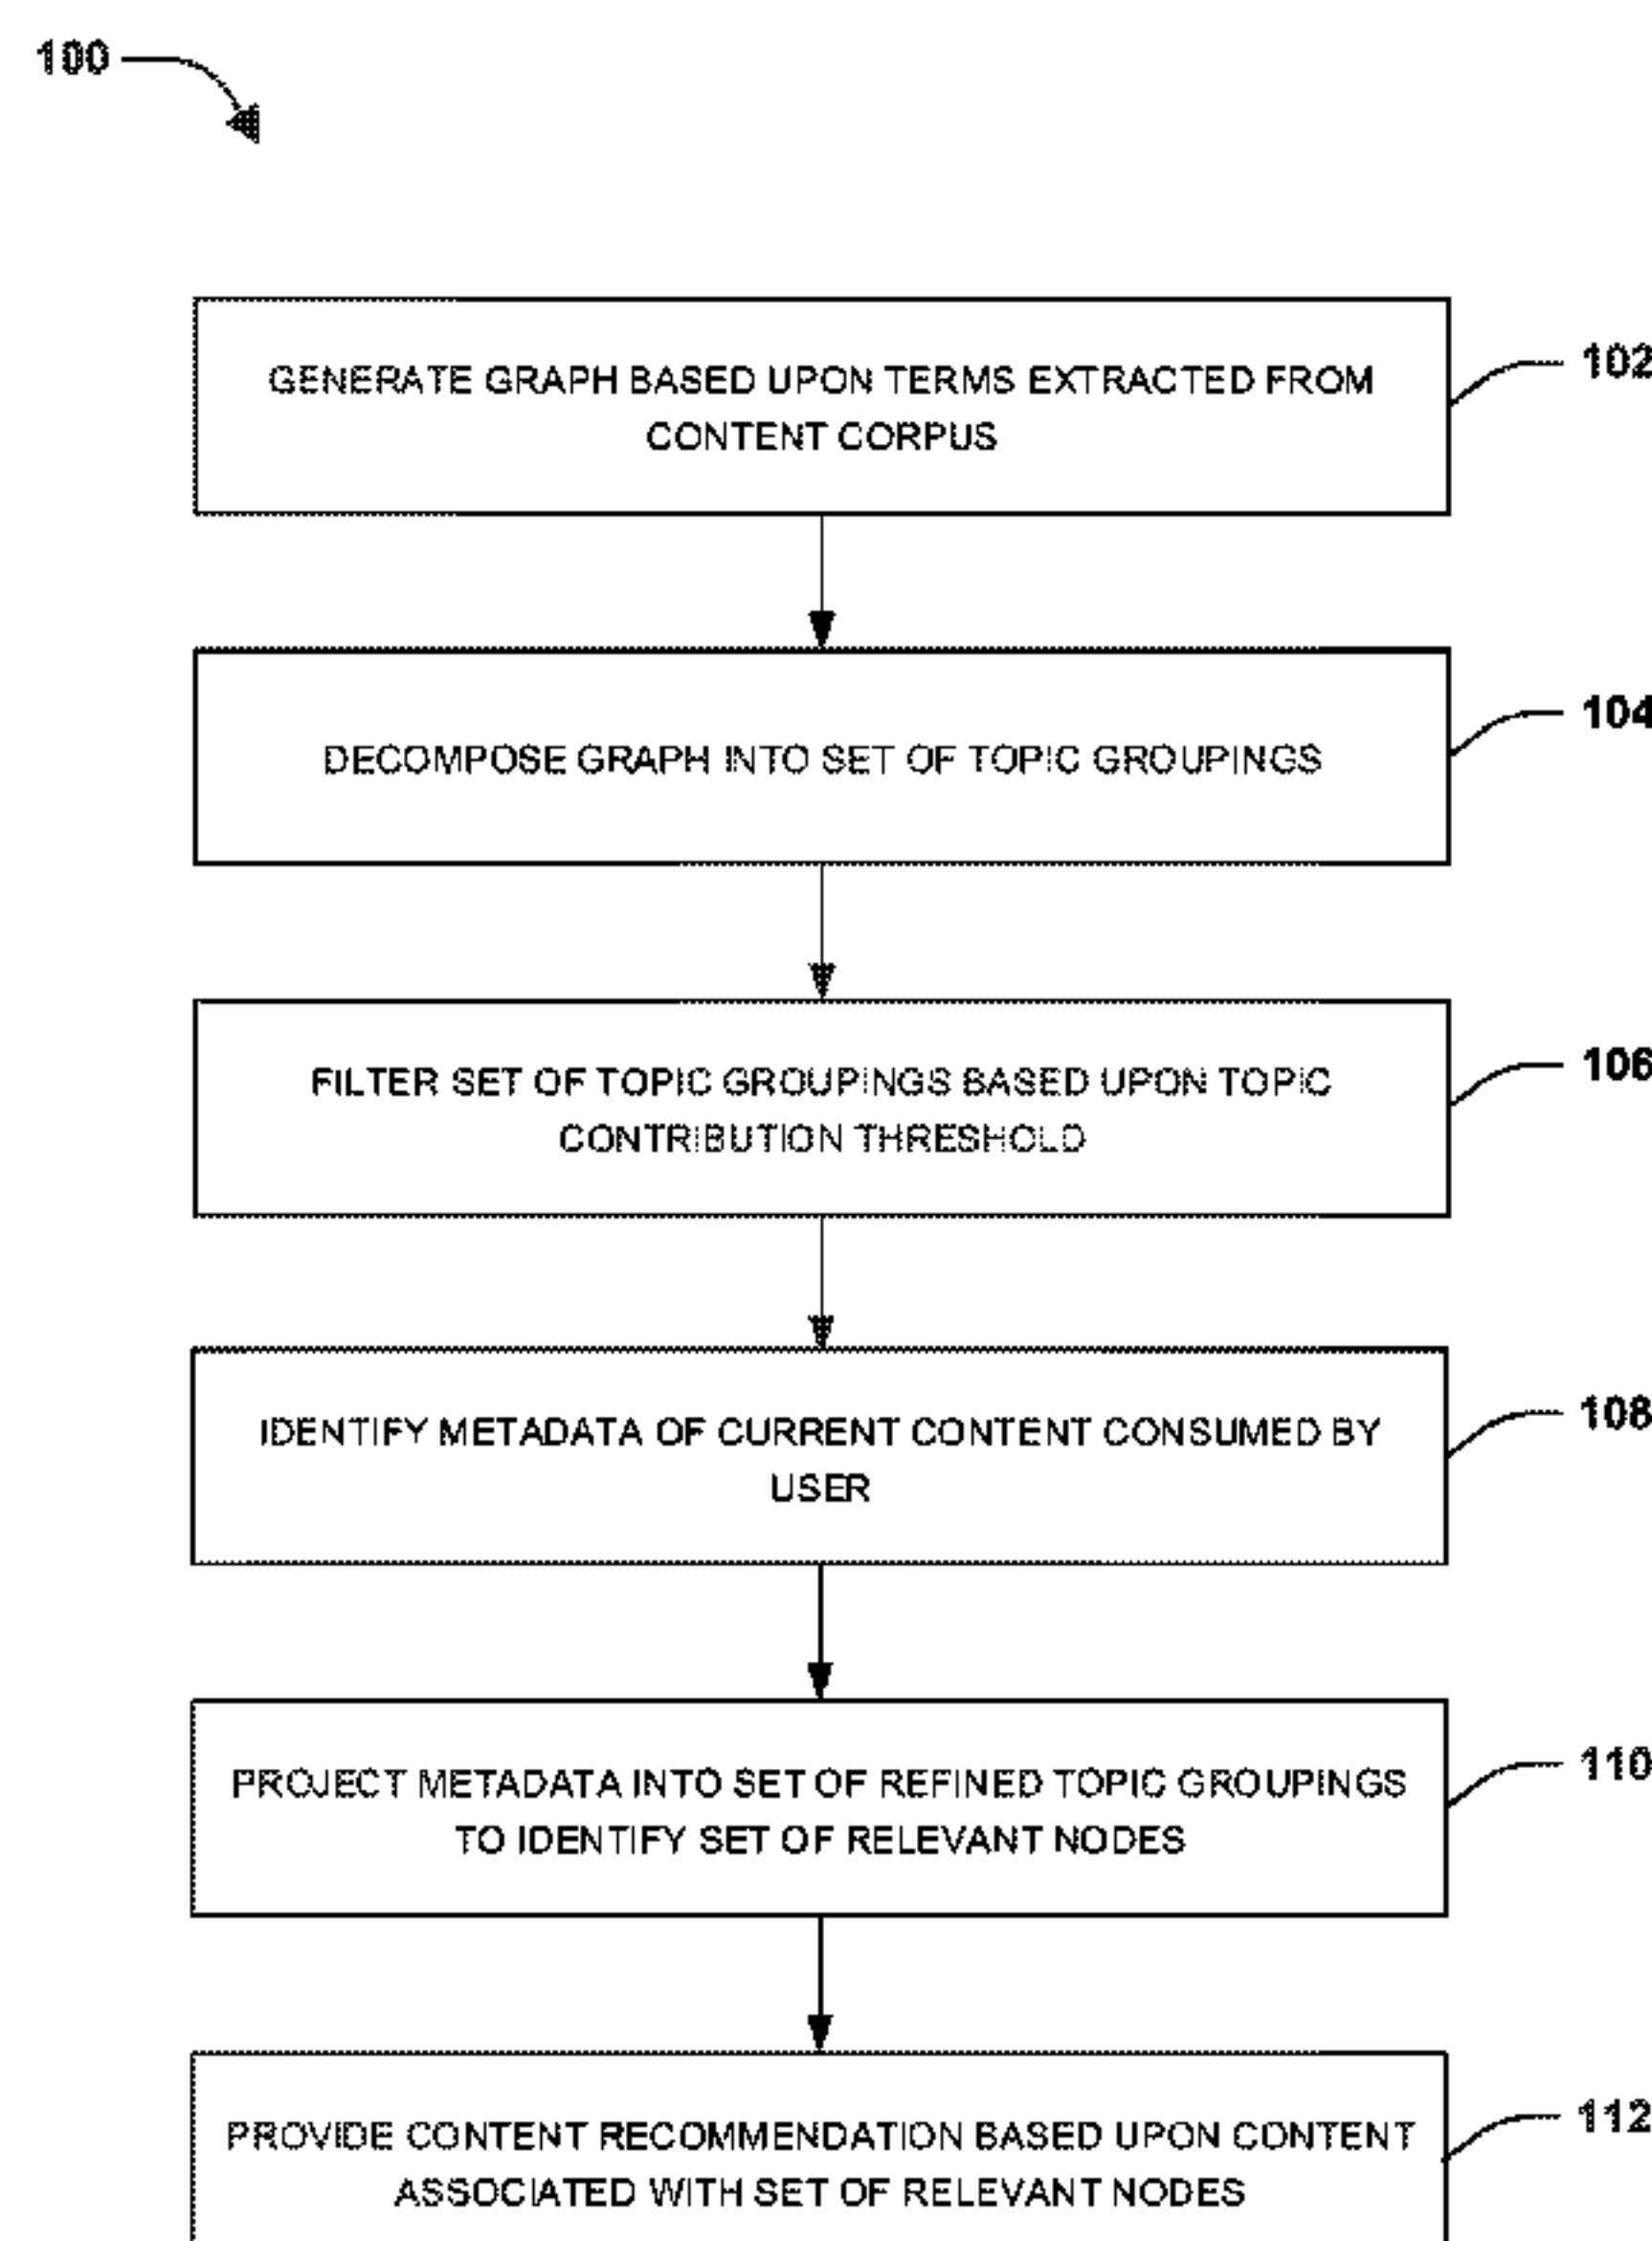 100
GENERATE GRAPH BASED UPON TERMS EXTRACTED FROM
CONTENT CORPUS
102
DECOMPOSE GRAPH INTO SET OF TOPIC GROUPINGS
104
FILTER SET OF TOPIC GROUPINGS BASED UPON TOPIC
CONTRIBUTION THRESHOLD
106
IDENTIFY METADATA OF CURRENT CONTENT CONSUMED BY
USER
108
PROJECT METADATA INTO SET OF REFINED TOPIC GROUPINGS
TO IDENTIFY SET OF RELEVANT NODES
110
PROVIDE CONTENT RECOMMENDATION BASED UPON CONTENT
ASSOCIATED WITH SET OF RELEVANT NODES
112